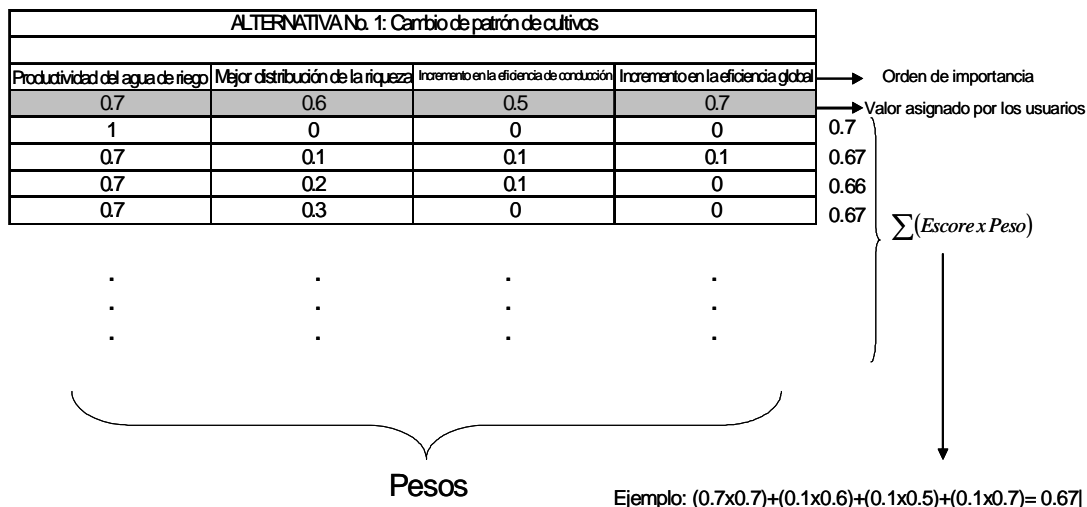 ALTERNATIVA No. 1: Cambio de patrón de cultivos
Productividad del agua de riego Mejor distribución de la riqueza Incremento en la eficiencia de conducción Incremento en la eficiencia global Orden de importancia
0.7 0.6 0.5 0.7 Valor asignado por los usuarios
1 0 0 0 0.7
0.7 0.1 0.1 0.1 0.67
0.7 0.2 0.1 0 0.66
0.7 0.3 0 0 0.67
∑(Escore x Peso)
. . . .
. . . .
. . . .
Pesos
Ejemplo: (0.7x0.7)+(0.1x0.6)+(0.1x0.5)+(0.1x0.7)= 0.67|